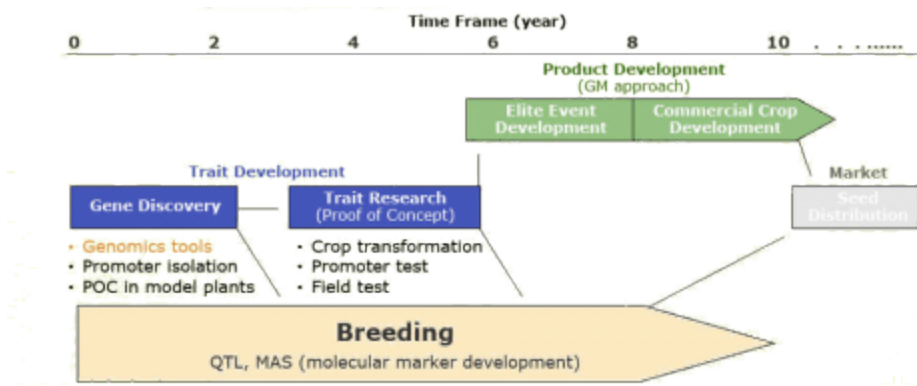 Time Frame (year)
0 2 4 6 8 10 . . . ......
Product Development
(GM approach)
Elite Event
Development
Commercial Crop
Development
Trait Development
Market
Gene Discovery
Trait Research
(Proof of Concept)
Seed
Distribution
• Genomics tools
• Promoter isolation
• POC in model plants
• Crop transformation
• Promoter test
• Field test
Breeding
QTL, MAS (molecular marker development)